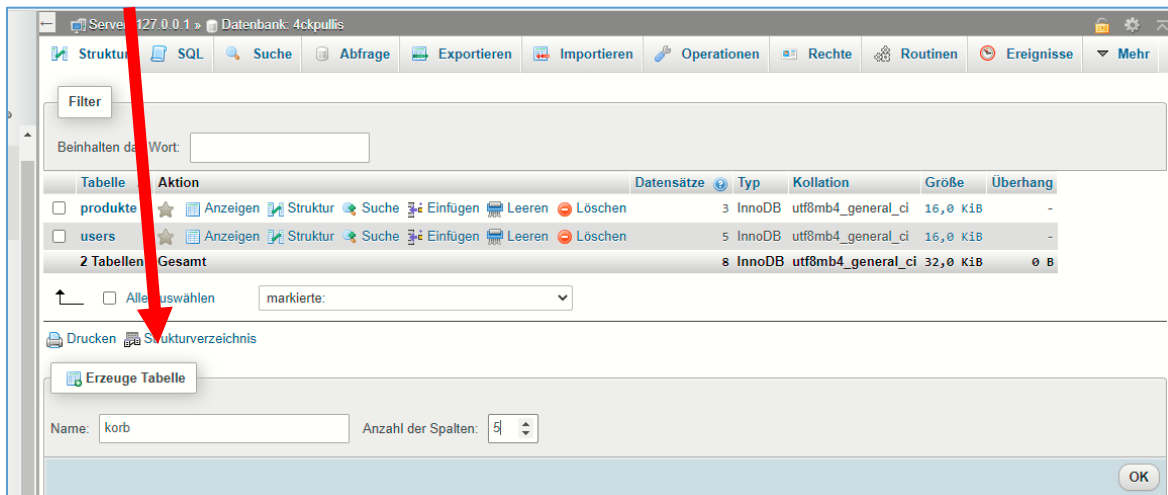 Server: 127.0.0.1 » Datenbank: 4ckpullis
Struktur SQL Suche Abfrage Exportieren Importieren Operationen Rechte Routinen Ereignisse Mehr
Filter
Beinhalten das Wort:
Tabelle Aktion Datensätze Typ Kollation Größe Überhang
produkte Anzeigen Struktur Suche Einfügen Leeren Löschen 3 InnoDB utf8mb4_general_ci 16,0 KiB -
users Anzeigen Struktur Suche Einfügen Leeren Löschen 5 InnoDB utf8mb4_general_ci 16,0 KiB -
2 Tabellen Gesamt 8 InnoDB utf8mb4_general_ci 32,0 KiB 0 B
Alle auswählen markierte:
Drucken Strukturverzeichnis
Erzeuge Tabelle
Name: korb Anzahl der Spalten: 5
OK